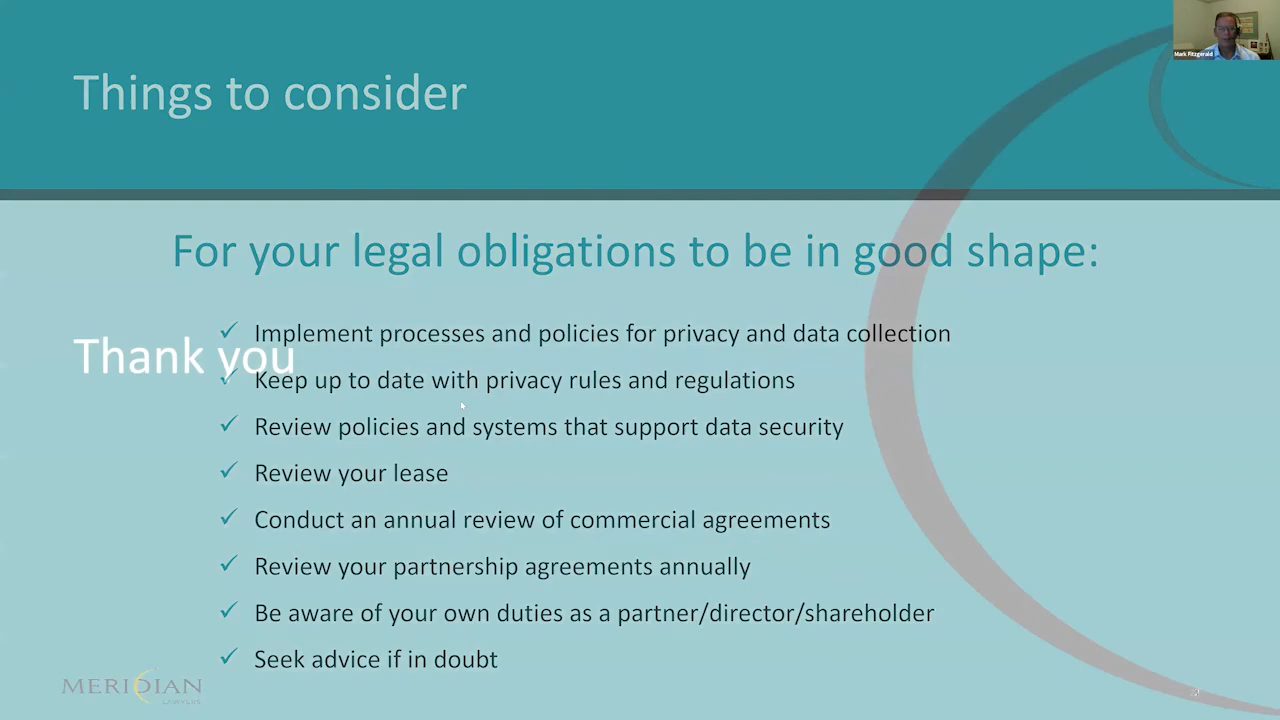 Mark Fitzgerald
Things to consider
For your legal obligations to be in good shape:
Implement processes and policies for privacy and data collection
Thank you
Keep up to date with privacy rules and regulations
Review policies and systems that support data security
Review your lease
Conduct an annual review of commercial agreements
Review your partnership agreements annually
Be aware of your own duties as a partner/director/shareholder
Seek advice if in doubt
MERIDIAN
LAWYERS